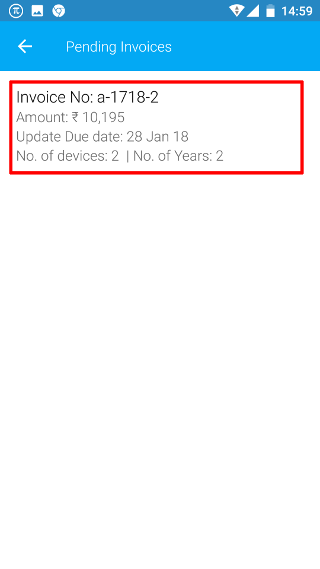 14:59
Pending Invoices
Invoice No: a-1718-2
Amount: ₹ 10,195
Update Due date: 28 Jan 18
No. of devices: 2 | No. of Years: 2